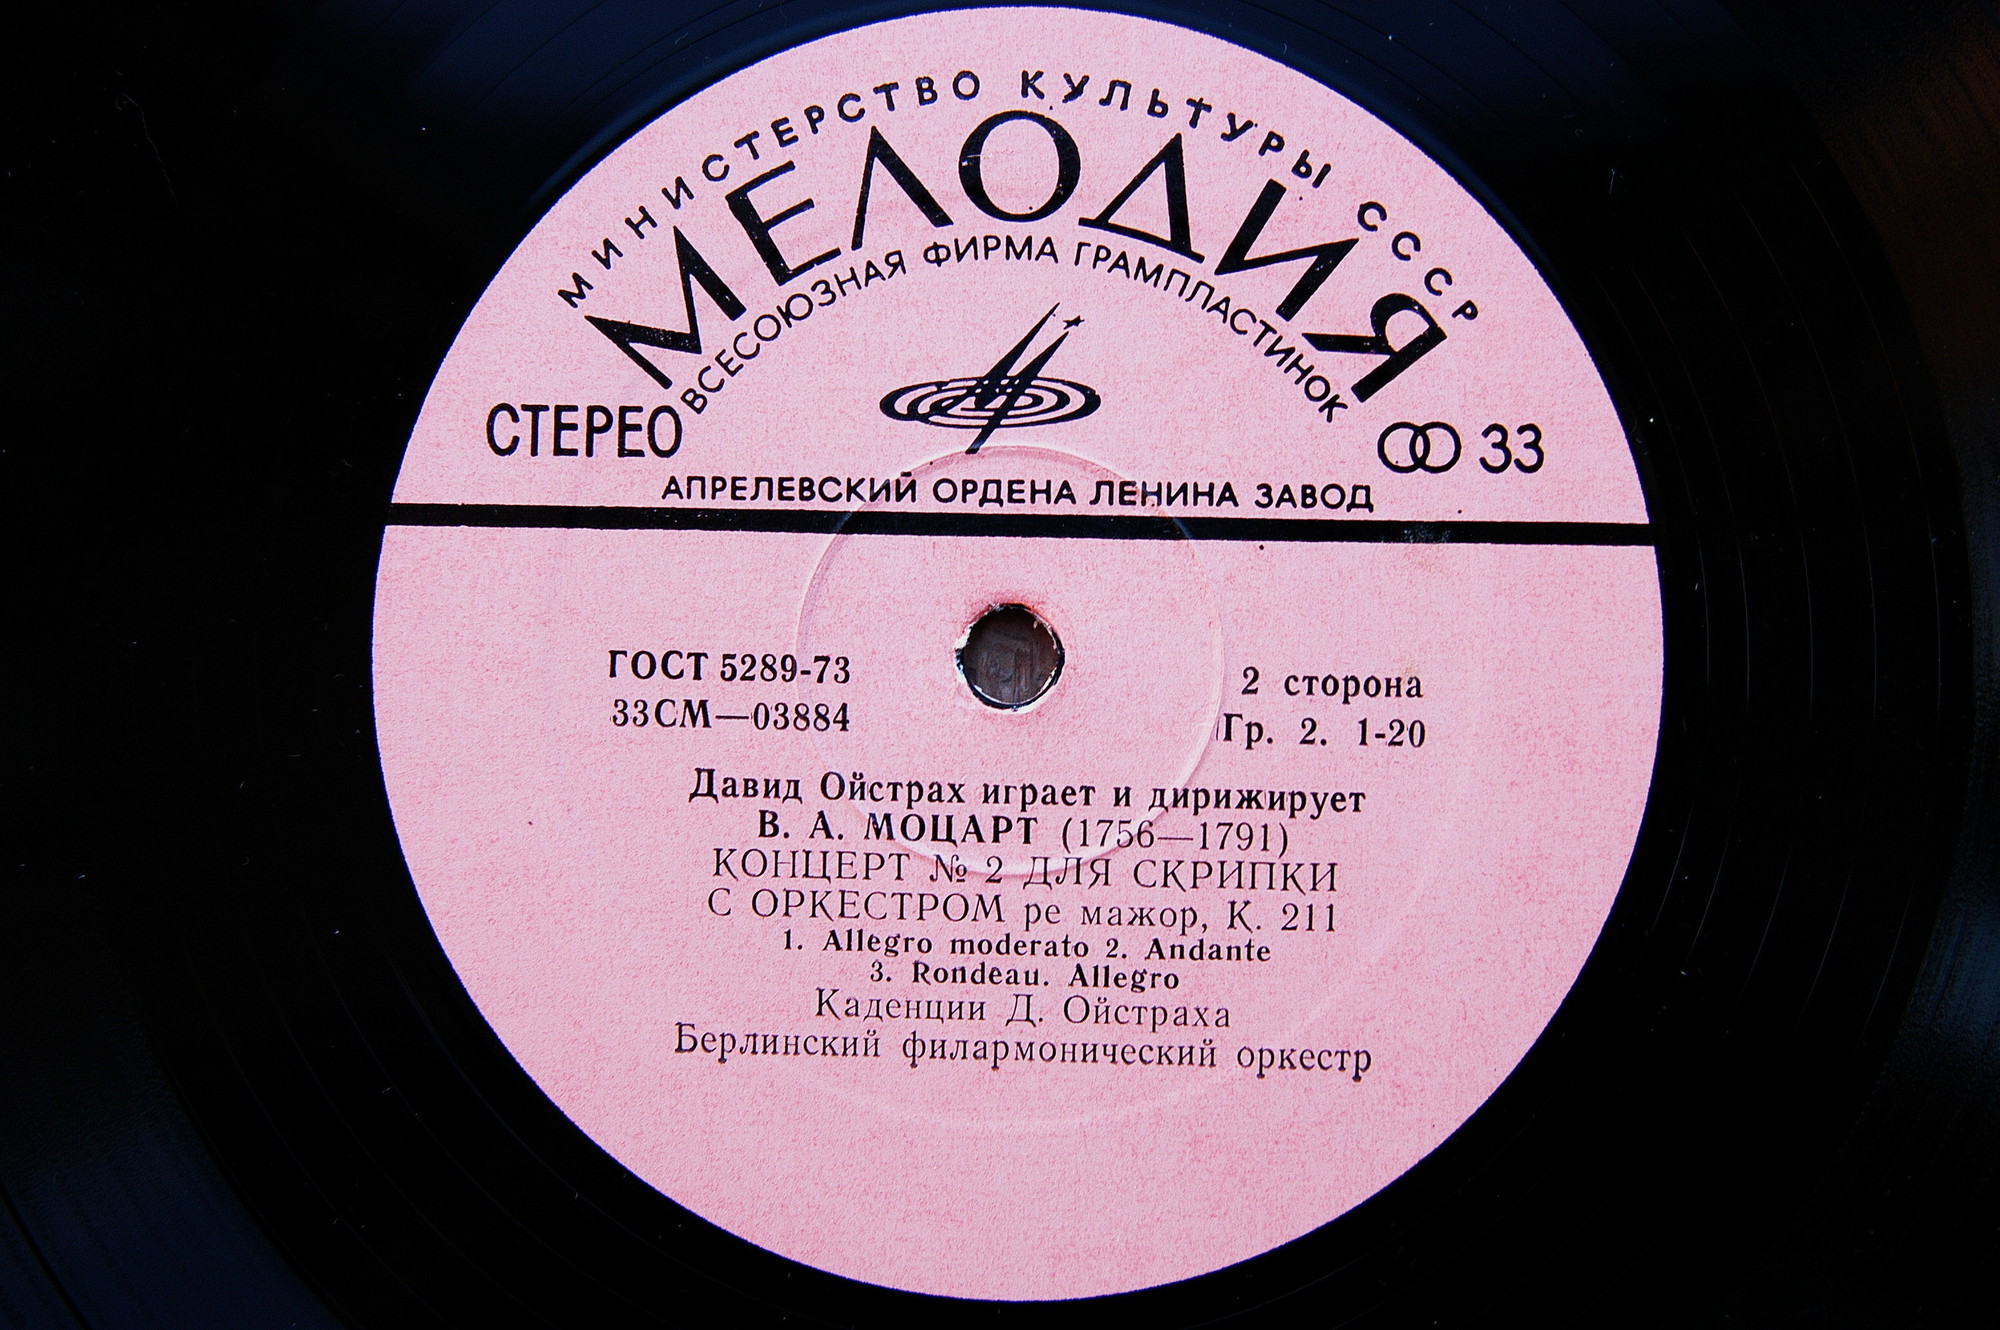 МИНИСТЕРСТВО КУЛЬТУРЫ СССР
МЕЛОДИЯ
ВСЕСОЮЗНАЯ ФИРМА ГРАМПЛАСТИНОК
СТЕРЕО
33
АПРЕЛЕВСКИЙ ОРДЕНА ЛЕНИНА ЗАВОД
ГОСТ 5289-73
33СМ—03884
2 сторона
Гр. 2. 1-20
Давид Ойстрах играет и дирижирует
В. А. МОЦАРТ (1756—1791)
КОНЦЕРТ № 2 ДЛЯ СКРИПКИ
С ОРКЕСТРОМ ре мажор, К. 211
1. Allegro moderato 2. Andante
3. Rondeau. Allegro
Каденции Д. Ойстраха
Берлинский филармонический оркестр